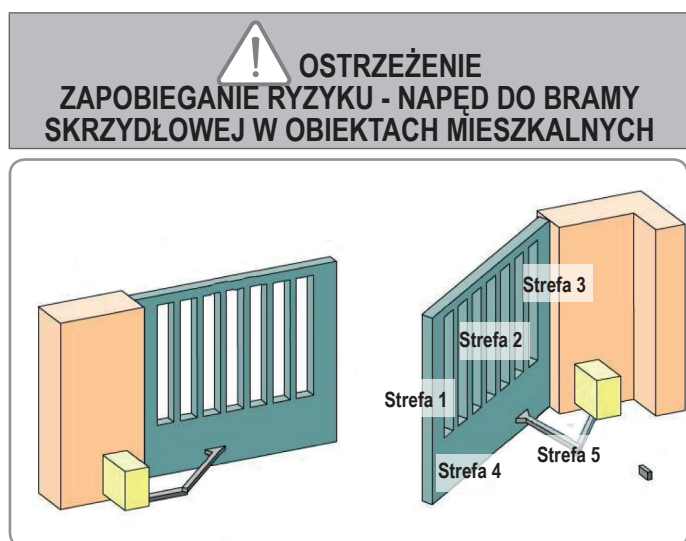 OSTRZEŻENIE
ZAPOBIEGANIE RYZYKU - NAPĘD DO BRAMY
SKRZYDŁOWEJ W OBIEKTACH MIESZKALNYCH
Strefa 3
Strefa 2
Strefa 1
Strefa 5
Strefa 4